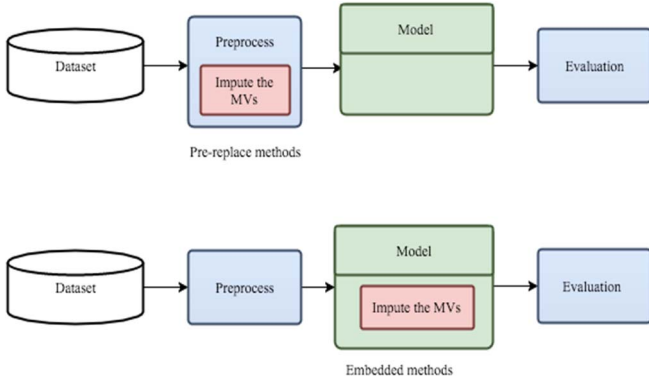 Dataset
Preprocess
Impute the
MVs
Model
Evaluation
Pre-replace methods
Dataset
Preprocess
Model
Impute the MVs
Evaluation
Embedded methods